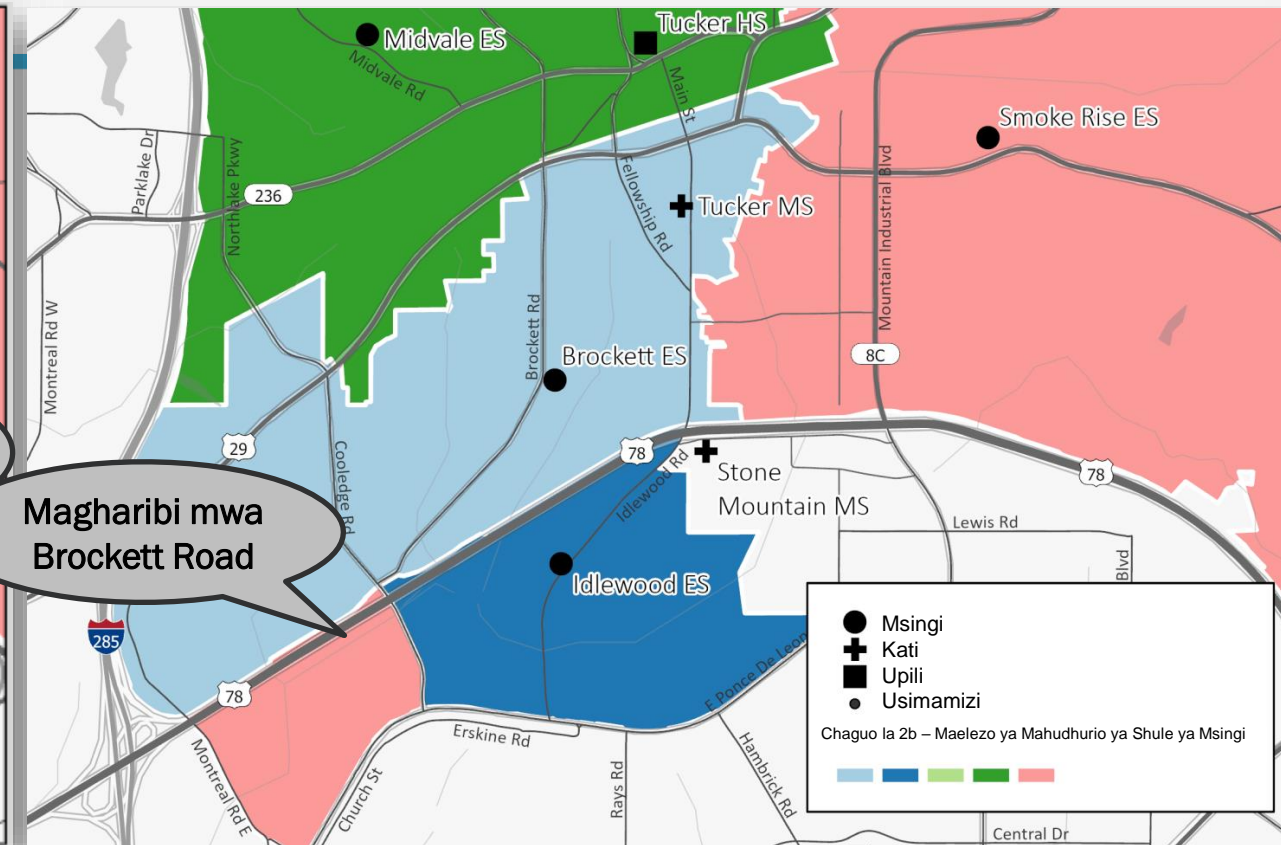 Tucker HS
Midvale ES
Midvale Rd
Main St
Smoke Rise ES
Parklake Dr
Northlake Pkwy
236
Fellowship Rd
Tucker MS
Mountain Industrial Blvd
Montreal Rd W
Brockett Rd
Brockett ES
8C
29
Cooledge Rd
78
Idlewood Rd
Stone
Mountain MS
78
Magharibi mwa
Brockett Road
Lewis Rd
Blvd
Idlewood ES
285
78
E Ponce De Leon
Erskine Rd
Montreal Rd E
Church St
Rays Rd
Hambrick Rd
Msingi
Kati
Upili
Usimamizi
Chaguo la 2b – Maelezo ya Mahudhurio ya Shule ya Msingi
Central Dr